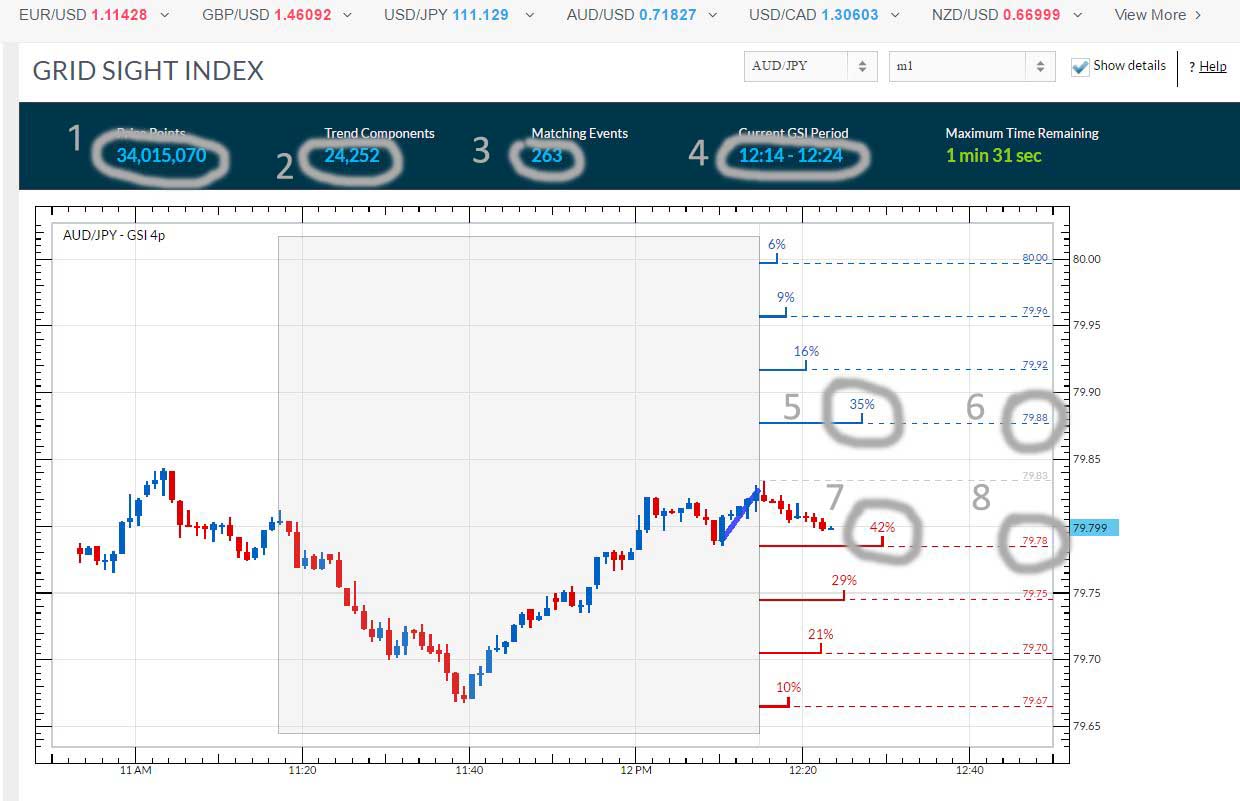 EUR/USD 1.11428 GBP/USD 1.46092 USD/JPY 111.129 AUD/USD 0.71827 USD/CAD 1.30603 NZD/USD 0.66999 View More
GRID SIGHT INDEX
AUD/JPY m1 Show details ? Help
1 Price Points 2 Trend Components 3 Matching Events 4 Current GSI Period Maximum Time Remaining
34,015,070 24,252 263 12:14 - 12:24 1 min 31 sec
AUD/JPY - GSI 4p
6% 80.00 80.00
9% 79.96 79.95
16% 79.92
79.90
5 35% 6 79.88
79.85
79.83
7 8
42% 79.78 79.799
29% 79.75 79.75
21% 79.70 79.70
10% 79.67
79.65
11 AM 11:20 11:40 12 PM 12:20 12:40